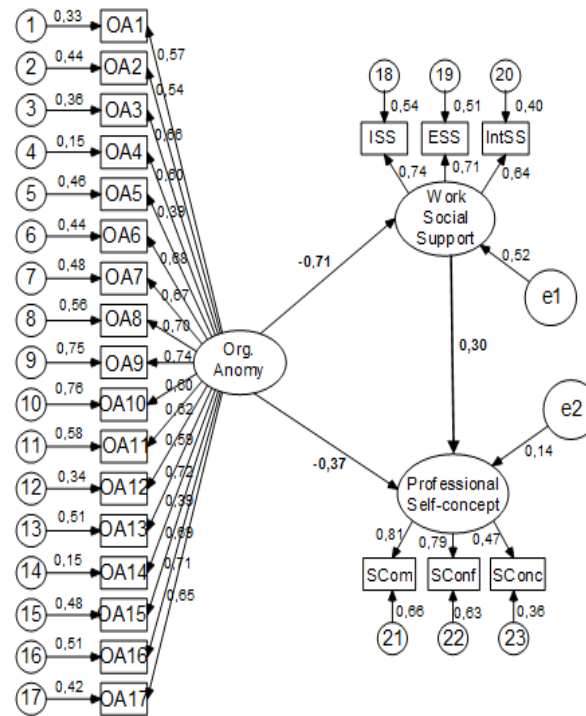 1 0,33 OA1
2 0,44 OA2
3 0,36 OA3
4 0,15 OA4
5 0,46 OA5
6 0,44 OA6
7 0,48 OA7
8 0,56 OA8
9 0,75 OA9
10 0,76 OA10
11 0,58 OA11
12 0,34 OA12
13 0,51 OA13
14 0,15 OA14
15 0,48 OA15
16 0,51 OA16
17 0,42 OA17
0,57
0,54
0,66
0,60
0,39
0,68
0,67
0,70
0,74
0,80
0,62
0,59
0,72
0,39
0,69
0,71
0,65
Org.
Anomy
-0,71
-0,37
18 19 20
0,54 0,51 0,40
ISS ESS IntSS
0,74 0,71 0,64
Work
Social
Support
0,52
e1
0,30
e2
0,14
Professional
Self-concept
0,81 0,79 0,47
SCom SConf SConc
0,66 0,63 0,36
21 22 23